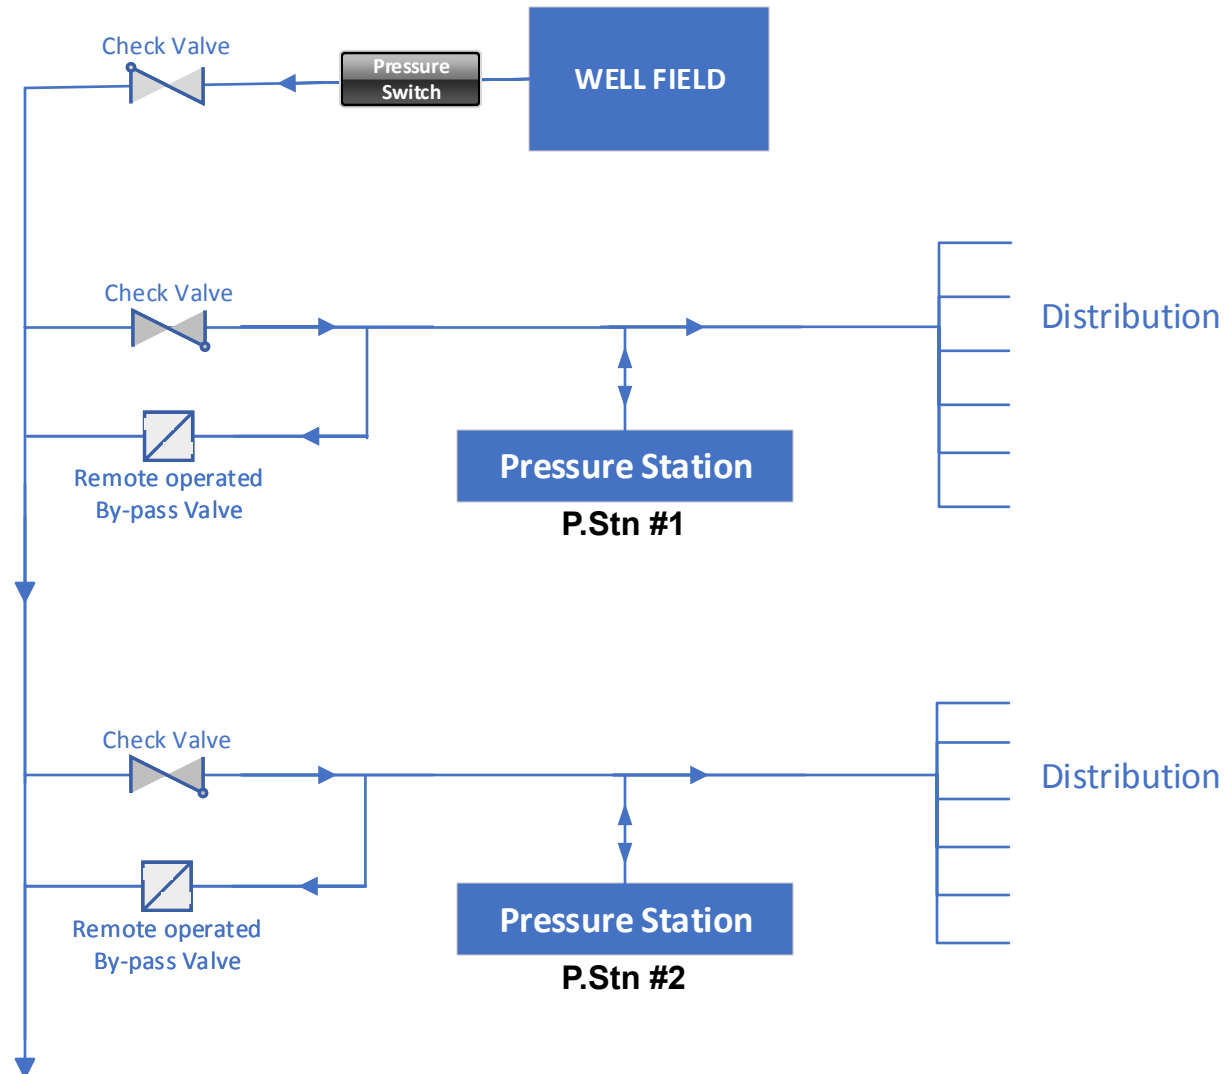 Check Valve
Pressure
Switch
WELL FIELD
Check Valve
Distribution
Remote operated
By-pass Valve
Pressure Station
P.Stn #1
Check Valve
Distribution
Remote operated
By-pass Valve
Pressure Station
P.Stn #2